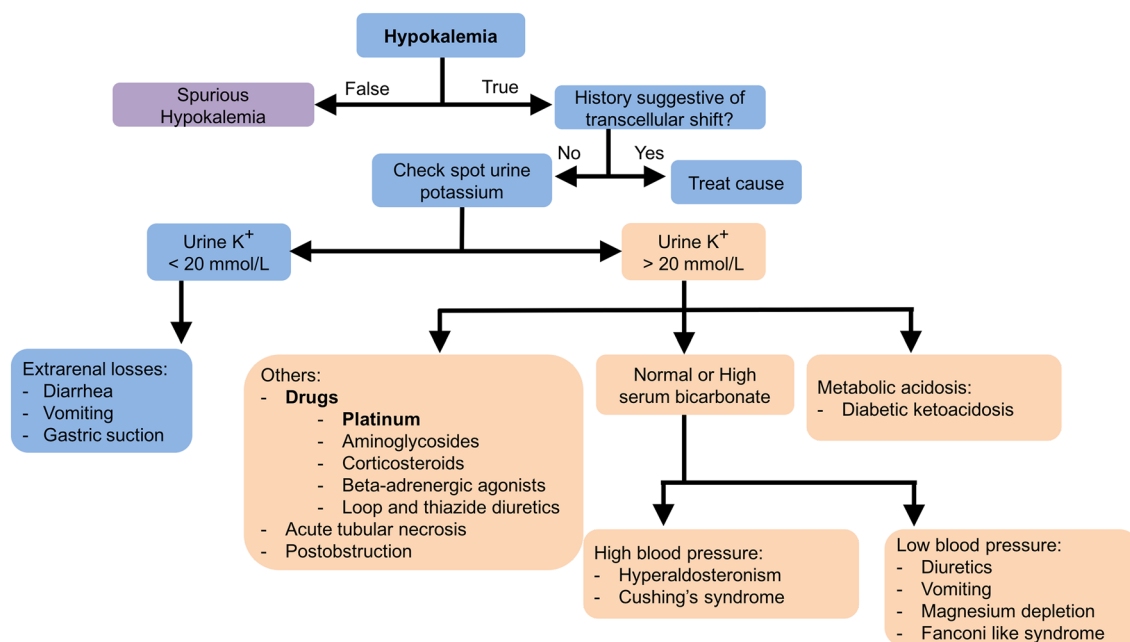 Hypokalemia
False
True
Spurious
Hypokalemia
History suggestive of
transcellular shift?
No
Yes
Check spot urine
potassium
Treat cause
Urine K+
< 20 mmol/L
Urine K+
> 20 mmol/L
Extrarenal losses:
- Diarrhea
- Vomiting
- Gastric suction
Others:
- Drugs
- Platinum
- Aminoglycosides
- Corticosteroids
- Beta-adrenergic agonists
- Loop and thiazide diuretics
- Acute tubular necrosis
- Postobstruction
Normal or High
serum bicarbonate
Metabolic acidosis:
- Diabetic ketoacidosis
High blood pressure:
- Hyperaldosteronism
- Cushing's syndrome
Low blood pressure:
- Diuretics
- Vomiting
- Magnesium depletion
- Fanconi like syndrome